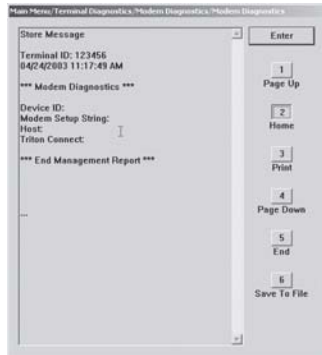 Main Menu/Terminal Diagnostics/Modem Diagnostics/Modem Diagnostics
Store Message
Terminal ID: 123456
04/24/2003 11:17:49 AM
*** Modem Diagnostics ***
Device ID:
Modem Setup String:
Host:
Triton Connect:
*** End Management Report ***
...
Enter
1
Page Up
2
Home
3
Print
4
Page Down
5
End
6
Save To File